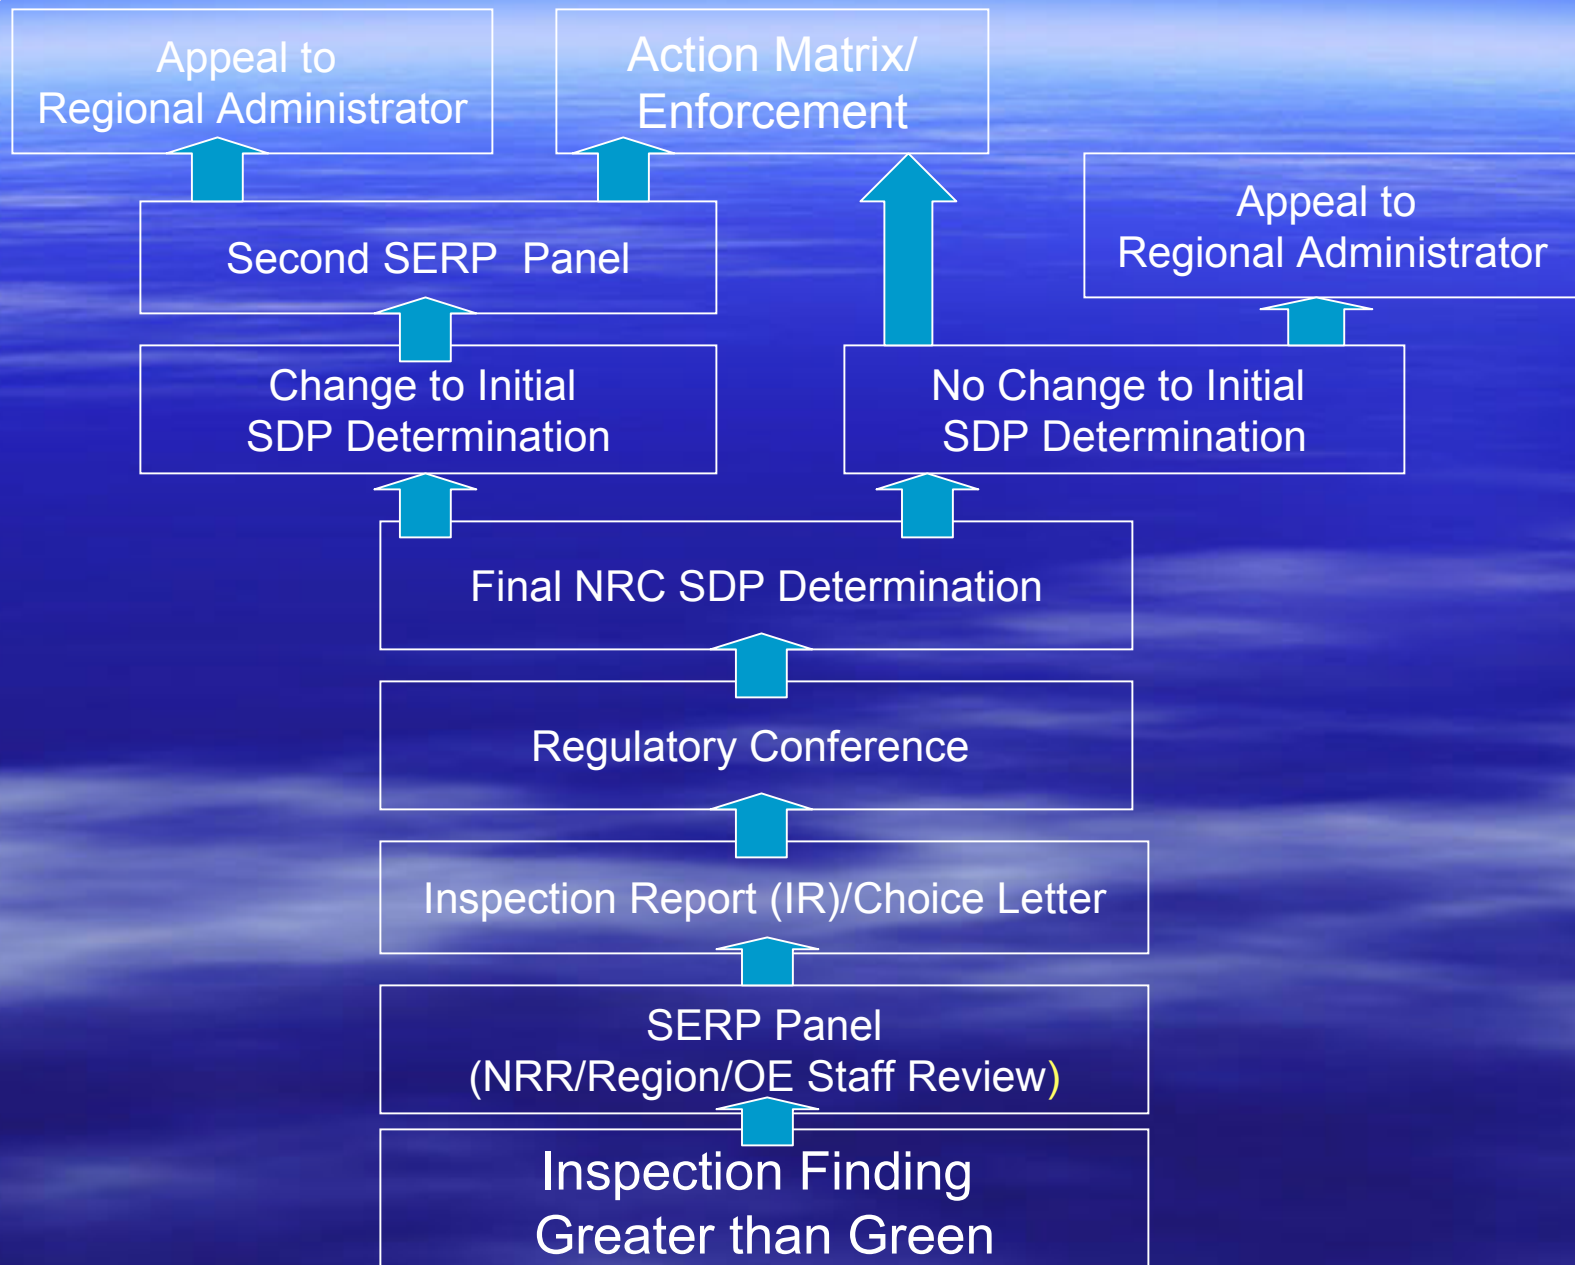 Appeal to
Regional Administrator
Action Matrix/
Enforcement
Appeal to
Regional Administrator
Second SERP Panel
Change to Initial
SDP Determination
No Change to Initial
SDP Determination
Final NRC SDP Determination
Regulatory Conference
Inspection Report (IR)/Choice Letter
SERP Panel
(NRR/Region/OE Staff Review)
Inspection Finding
Greater than Green